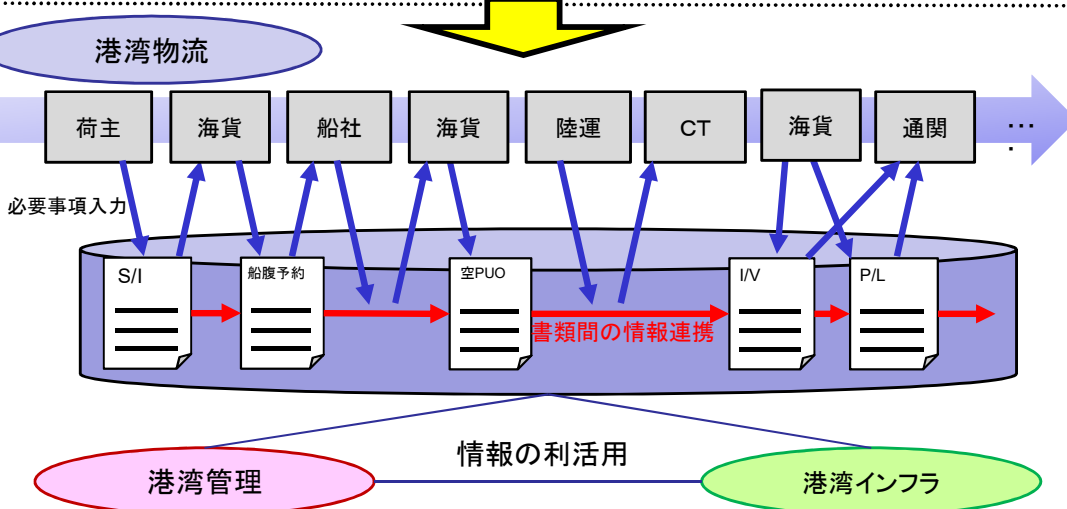 港湾物流
荷主
海貨
船社
海貨
陸運
CT
海貨
通関
…
.
必要事項入力
S/I
船腹予約
空PUO
I/V
P/L
書類間の情報連携
情報の利活用
港湾管理
港湾インフラ